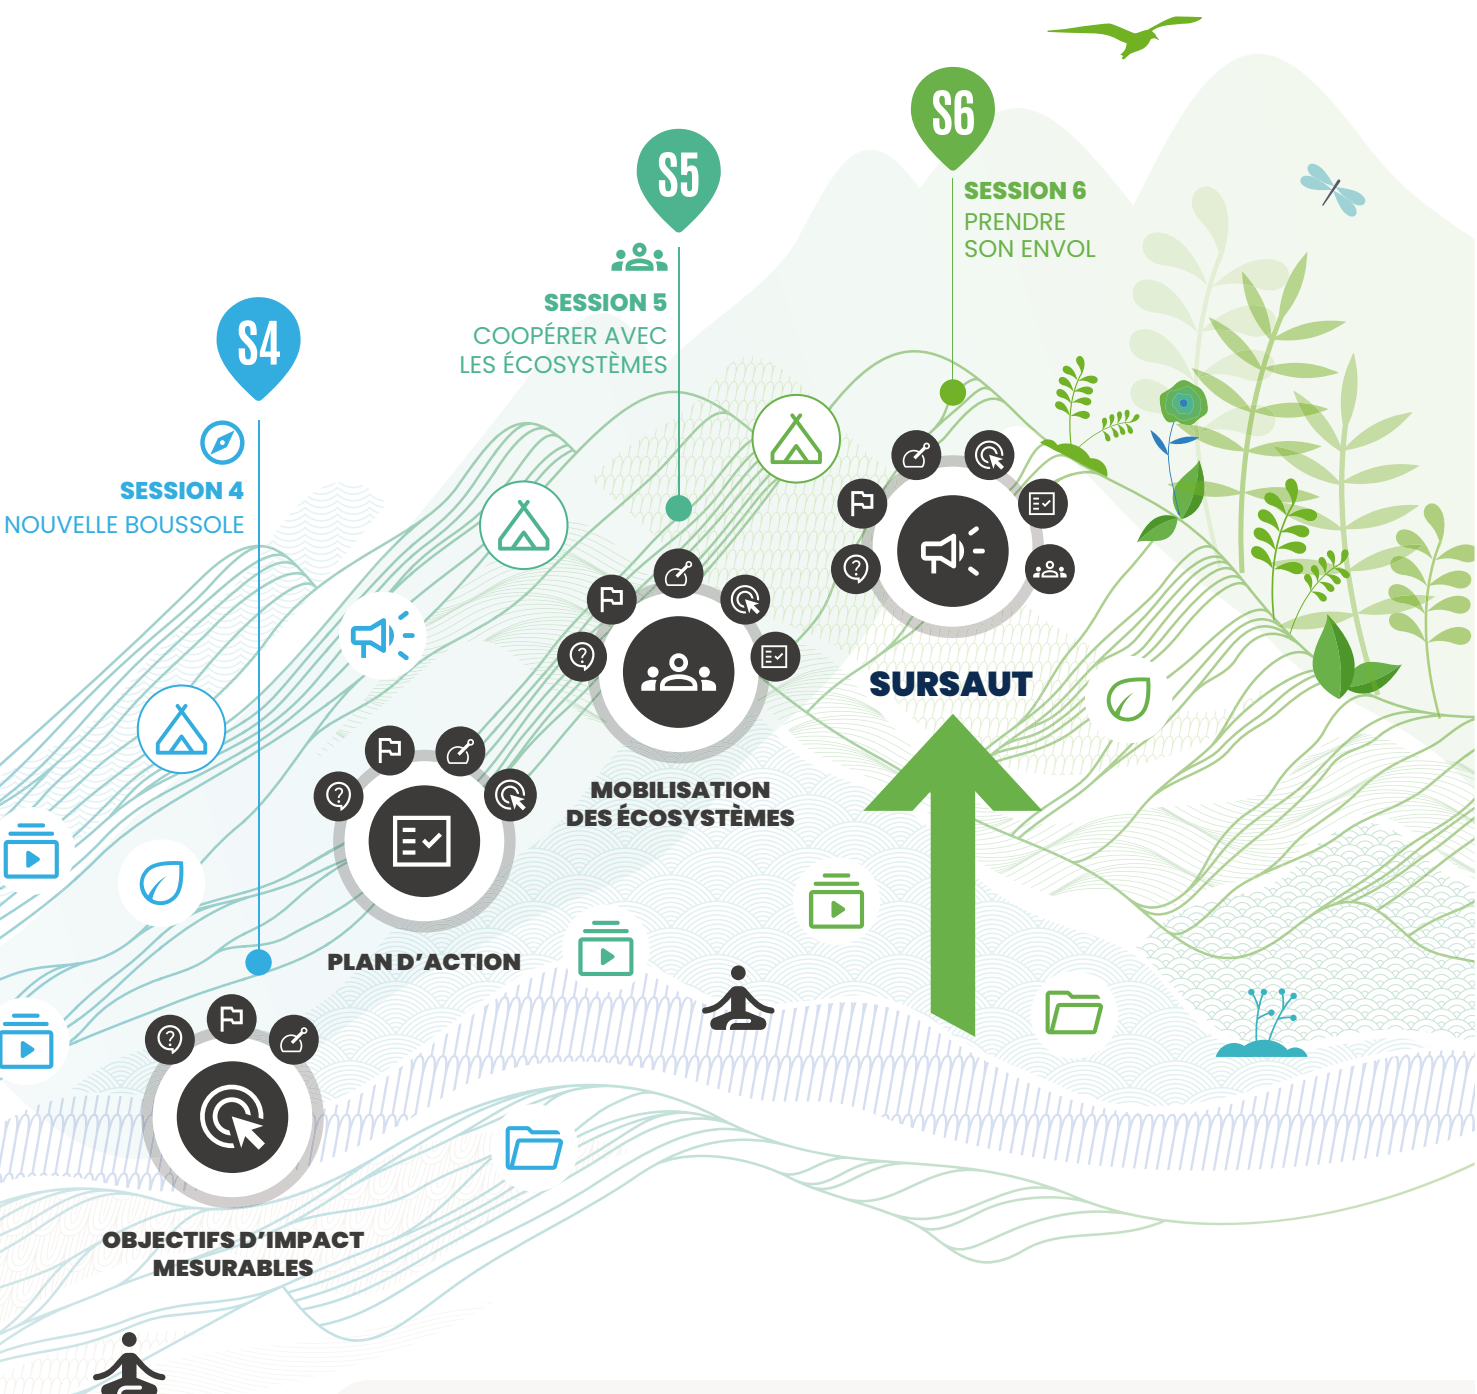 S6
SESSION 6
PRENDRE
SON ENVOL
S5
SESSION 5
COOPÉRER AVEC
LES ÉCOSYSTÈMES
S4
SESSION 4
NOUVELLE BOUSSOLE
SURSAUT
MOBILISATION
DES ÉCOSYSTÈMES
PLAN D’ACTION
OBJECTIFS D’IMPACT
MESURABLES